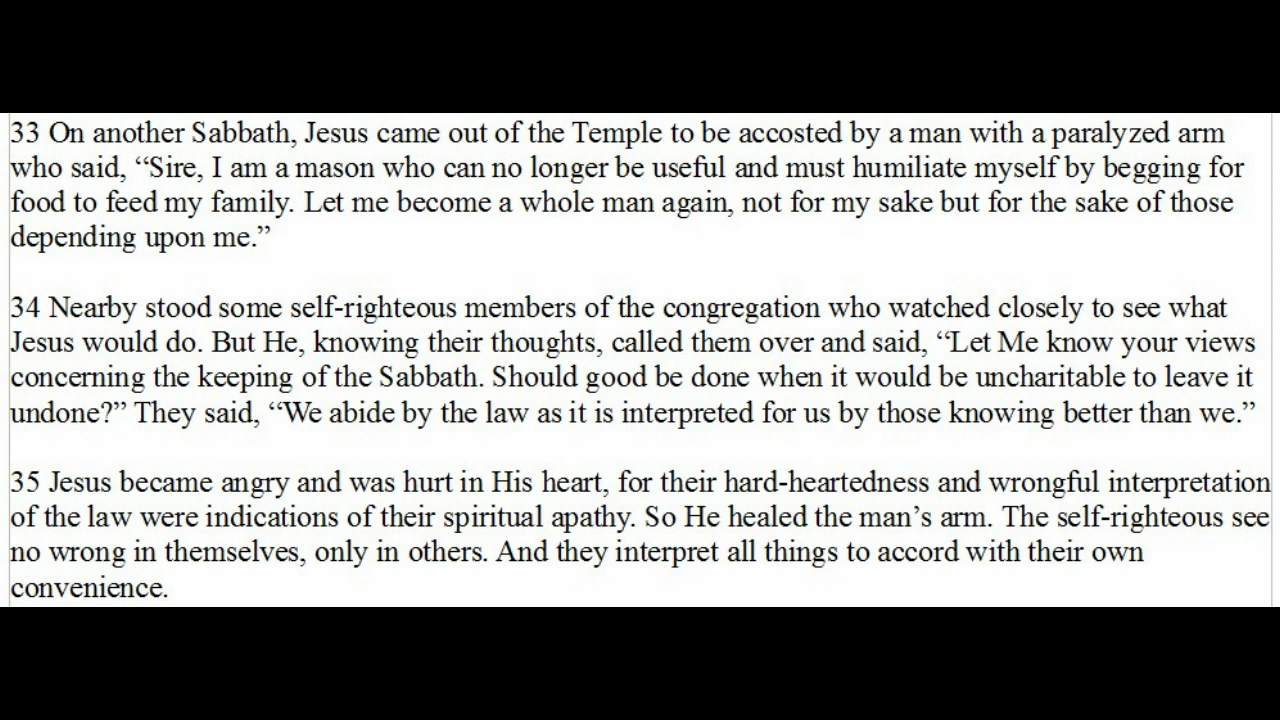 33 On another Sabbath, Jesus came out of the Temple to be accosted by a man with a paralyzed arm
who said, “Sire, I am a mason who can no longer be useful and must humiliate myself by begging for
food to feed my family. Let me become a whole man again, not for my sake but for the sake of those
depending upon me.”
34 Nearby stood some self-righteous members of the congregation who watched closely to see what
Jesus would do. But He, knowing their thoughts, called them over and said, “Let Me know your views
concerning the keeping of the Sabbath. Should good be done when it would be uncharitable to leave it
undone?” They said, “We abide by the law as it is interpreted for us by those knowing better than we.”
35 Jesus became angry and was hurt in His heart, for their hard-heartedness and wrongful interpretation
of the law were indications of their spiritual apathy. So He healed the man’s arm. The self-righteous see
no wrong in themselves, only in others. And they interpret all things to accord with their own
convenience.